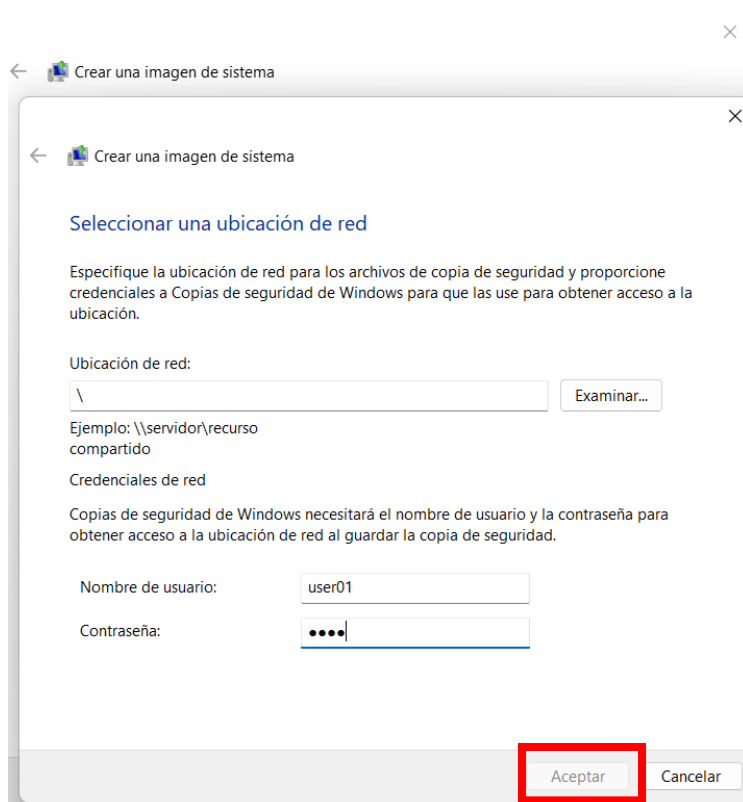 Crear una imagen de sistema
Crear una imagen de sistema
Seleccionar una ubicación de red
Especifique la ubicación de red para los archivos de copia de seguridad y proporcione
credenciales a Copias de seguridad de Windows para que las use para obtener acceso a la
ubicación.
Ubicación de red:
\
Examinar...
Ejemplo: \\servidor\recurso
compartido
Credenciales de red
Copias de seguridad de Windows necesitará el nombre de usuario y la contraseña para
obtener acceso a la ubicación de red al guardar la copia de seguridad.
Nombre de usuario:
user01
Contraseña:
●●●●
Aceptar
Cancelar